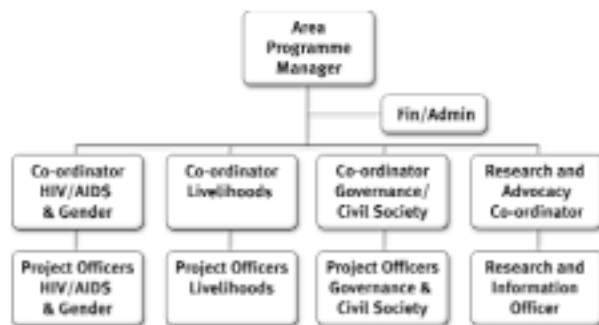 Area
Programme
Manager
Fin/Admin
Co-ordinator
HIV/AIDS
& Gender
Co-ordinator
Livelihoods
Co-ordinator
Governance/
Civil Society
Research and
Advocacy
Co-ordinator
Project Officers
HIV/AIDS
& Gender
Project Officers
Livelihoods
Project Officers
Governance &
Civil Society
Research and
Information
Officer